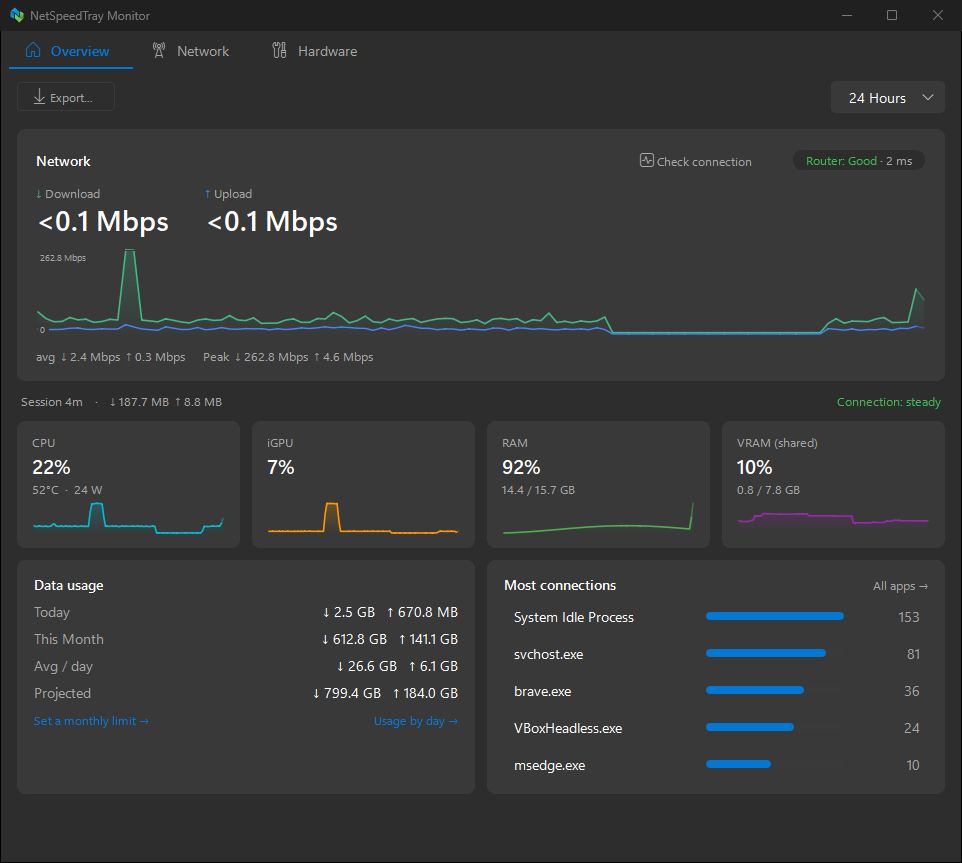 NetSpeedTray Monitor
Overview Network Hardware
Export... 24 Hours
Network Check connection Router: Good · 2 ms
↓ Download ↑ Upload
<0.1 Mbps <0.1 Mbps
262.8 Mbps
0
avg ↓ 2.4 Mbps ↑ 0.3 Mbps Peak ↓ 262.8 Mbps ↑ 4.6 Mbps
Session 4m · ↓ 187.7 MB ↑ 8.8 MB Connection: steady
CPU
22%
52°C · 24 W
iGPU
7%
RAM
92%
14.4 / 15.7 GB
VRAM (shared)
10%
0.8 / 7.8 GB
Data usage
Today ↓ 2.5 GB ↑ 670.8 MB
This Month ↓ 612.8 GB ↑ 141.1 GB
Avg / day ↓ 26.6 GB ↑ 6.1 GB
Projected ↓ 799.4 GB ↑ 184.0 GB
Set a monthly limit → Usage by day →
Most connections All apps →
System Idle Process 153
svchost.exe 81
brave.exe 36
VBoxHeadless.exe 24
msedge.exe 10